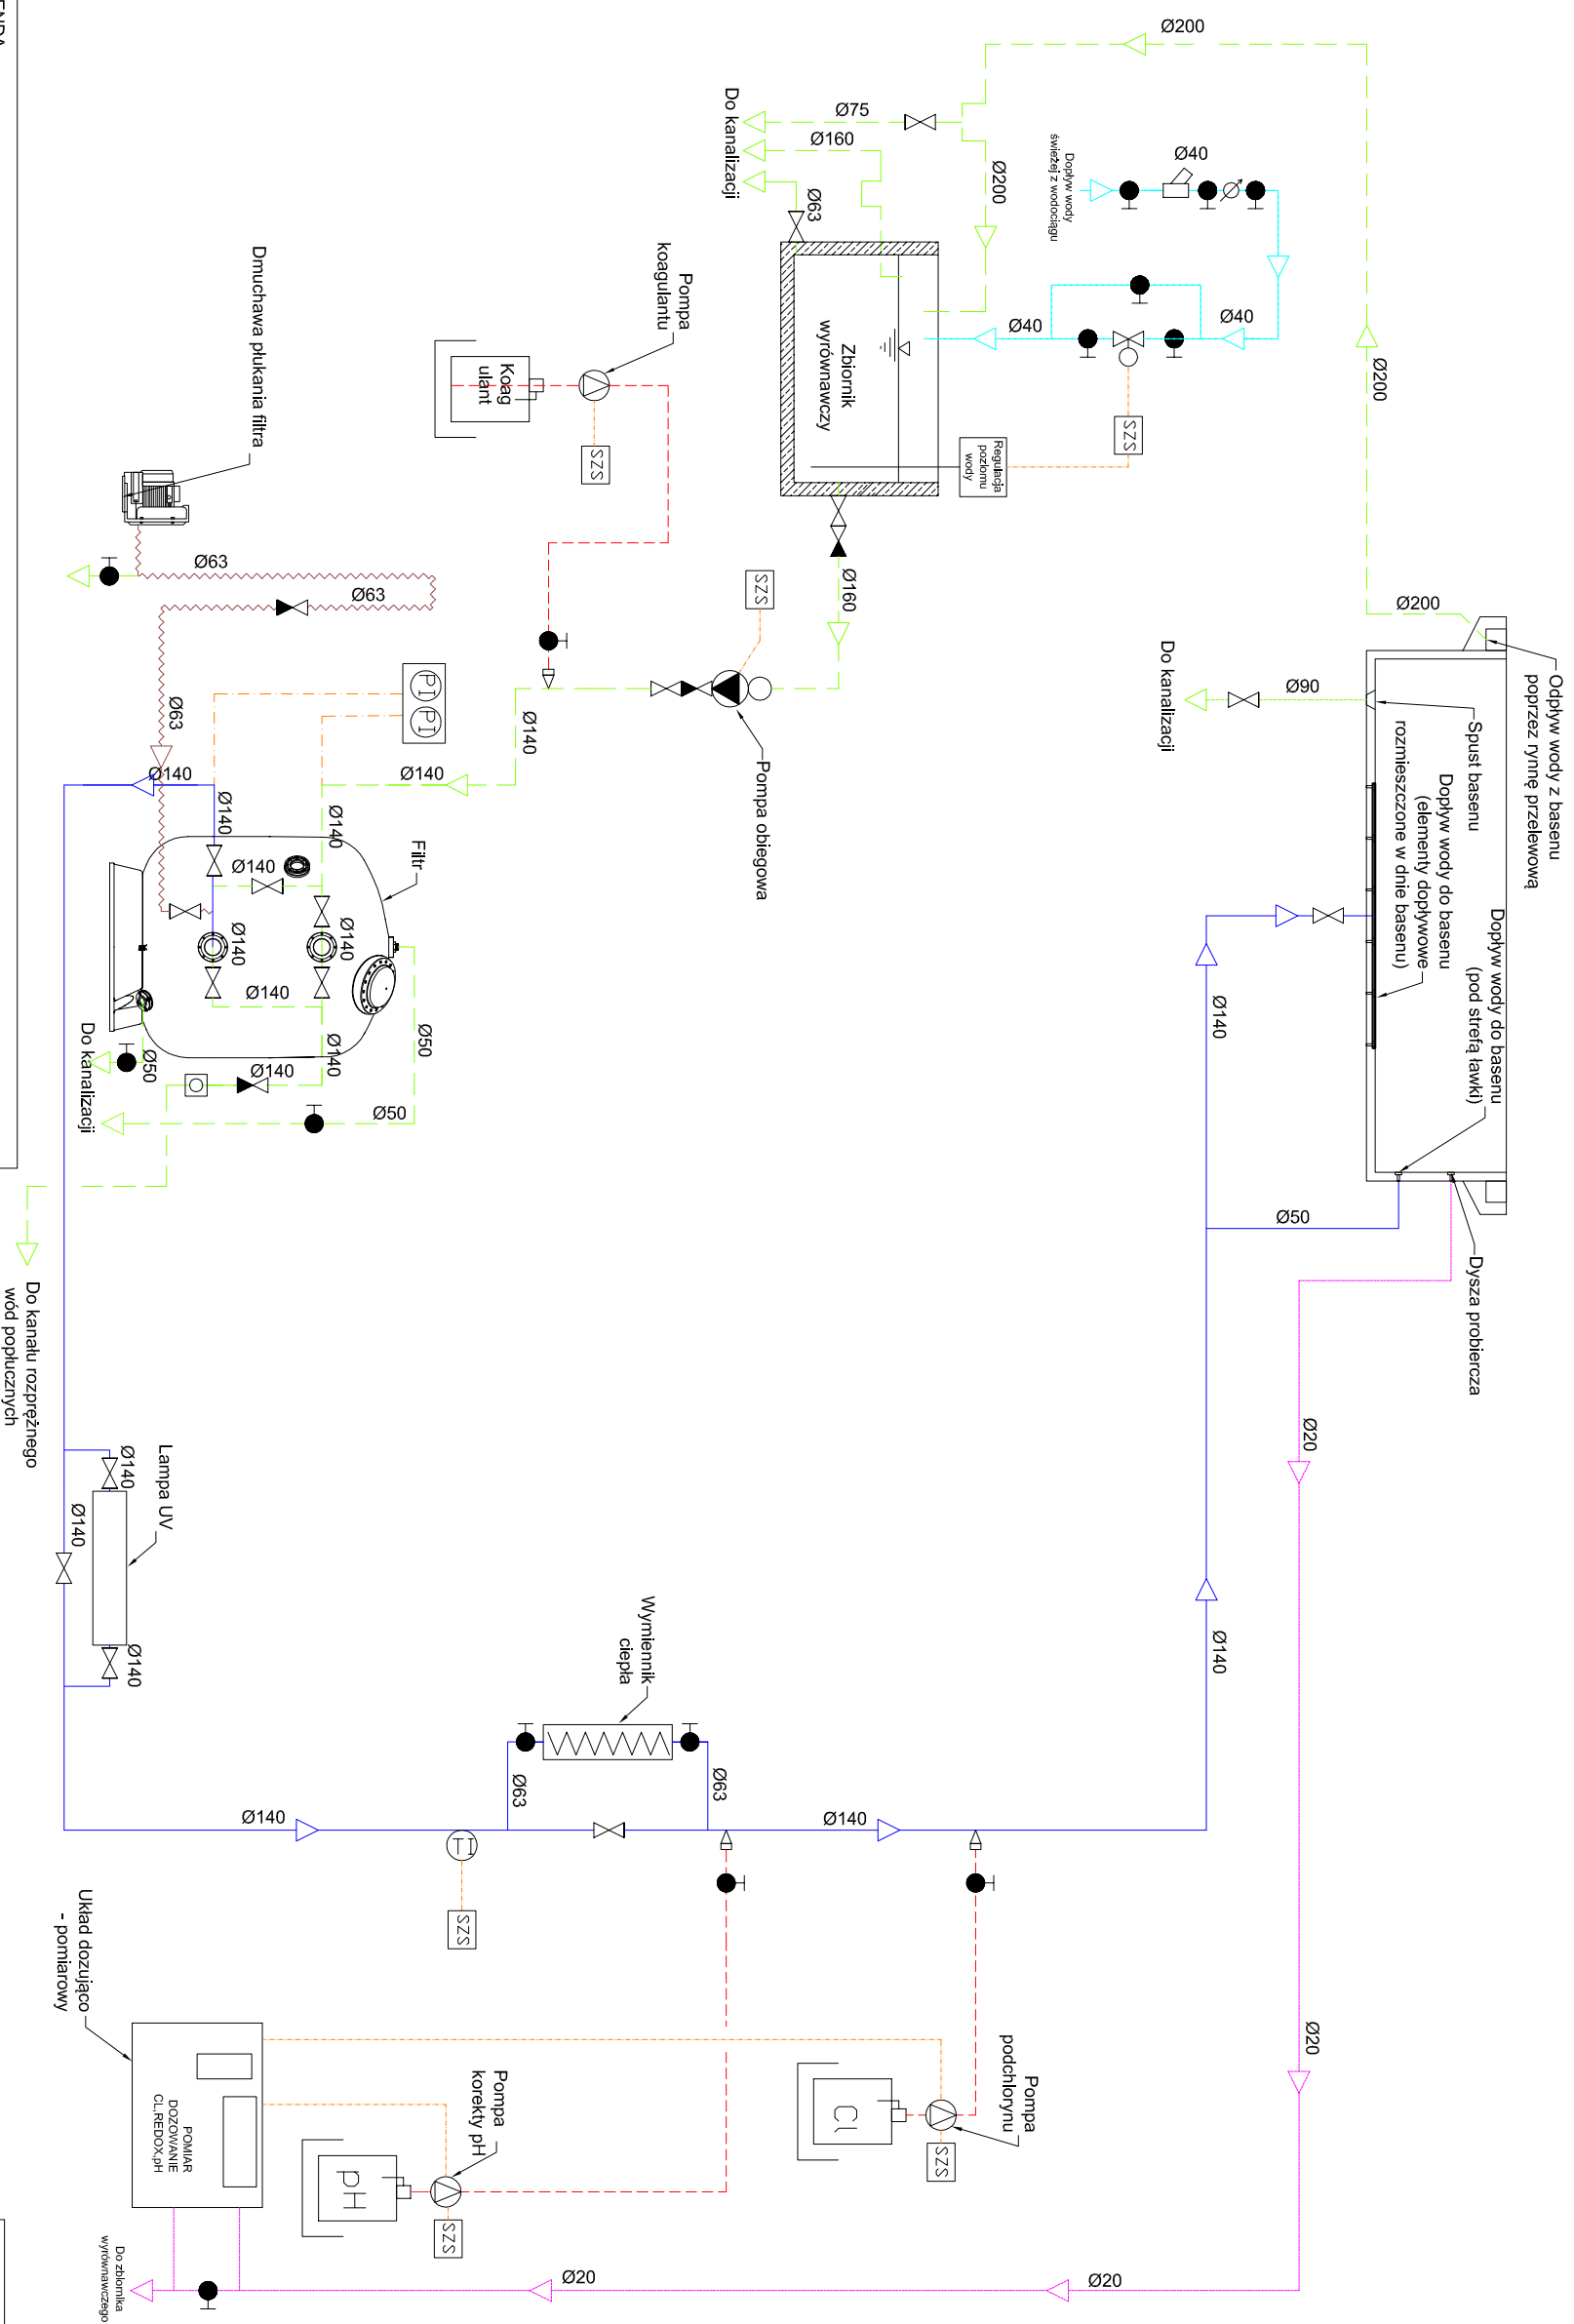 Odpływ wody z basenu
poprzez rynnę przelewową
Spust basenu
Dopływ wody do basenu
(elementy dopływowe
rozmieszczone w dnie basenu)
Dopływ wody do basenu
(pod strefą ławki)
Dysza probiercza
Ø200
Ø200
Ø200
Ø200
Ø90
Do kanalizacji
Ø50
Ø140
Ø140
Ø20
Ø20
Ø20
Ø20
Dopływ wody
świeżej z wodociągu
Ø40
Ø40
Ø40
SZS
Regulacja
poziomu
wody
Zbiornik
wyrównawczy
Ø75
Ø160
Ø63
Do kanalizacji
Ø160
SZS
Pompa obiegowa
Pompa
koagulantu
Koag
ulant
SZS
Ø140
Ø140
Dmuchawa płukania filtra
Ø63
Ø63
Ø63
PI
PI
Filtr
Ø140
Ø140
Ø140
Ø140
Ø140
Ø140
Ø140
Ø140
Ø140
Ø50
Ø50
Ø50
Do kanalizacji
Do kanału rozprężnego
wód popłucznych
Lampa UV
Ø140
Ø140
Ø140
Wymiennik
ciepła
Ø63
Ø63
Ø140
Ø140
TI
SZS
Pompa
podchlorynu
CL
SZS
Pompa
korekty pH
pH
SZS
Układ dozująco
- pomiarowy
POMIAR
DOZOWANIE
CL,REDOX,pH
Do zbiornika
wyrównawczego